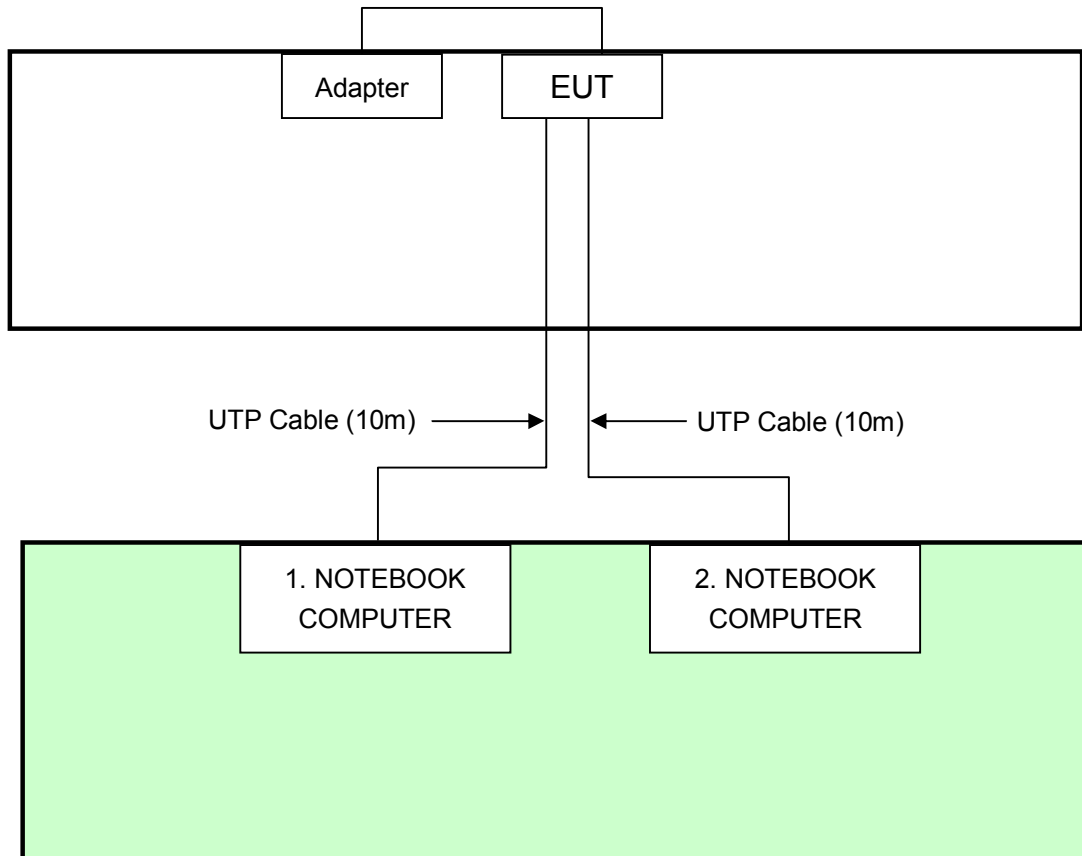 Adapter
EUT
UTP Cable (10m)
UTP Cable (10m)
1. NOTEBOOK
COMPUTER
2. NOTEBOOK
COMPUTER